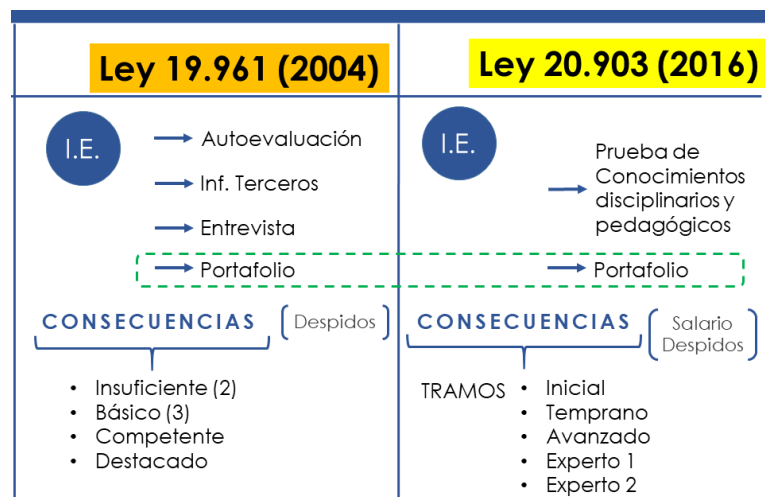 Ley 19.961 (2004)
I.E.
Autoevaluación
Inf. Terceros
Entrevista
Portafolio
CONSECUENCIAS
Despidos
• Insuficiente (2)
• Básico (3)
• Competente
• Destacado
Ley 20.903 (2016)
I.E.
Prueba de
Conocimientos
disciplinarios y
pedagógicos
Portafolio
CONSECUENCIAS
Salario
Despidos
TRAMOS
• Inicial
• Temprano
• Avanzado
• Experto 1
• Experto 2